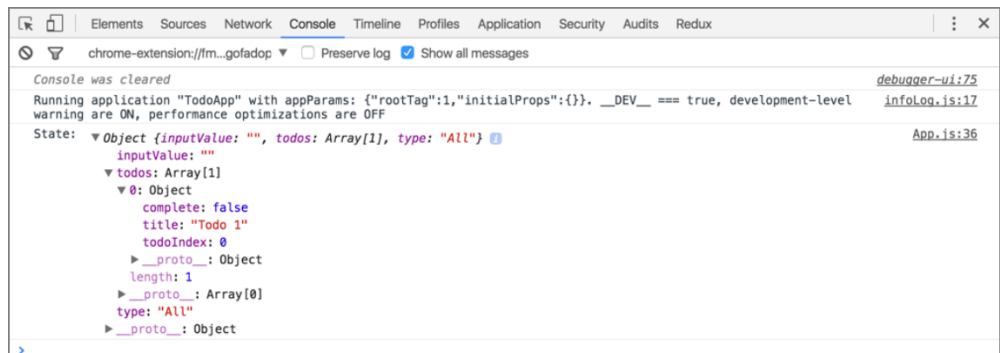 Elements Sources Network Console Timeline Profiles Application Security Audits Redux
chrome-extension://fm...gofadop ▼ Preserve log Show all messages
Console was cleared debugger-ui:75
Running application "TodoApp" with appParams: {"rootTag":1,"initialProps":{}}. __DEV__ === true, development-level infoLog.js:17
warning are ON, performance optimizations are OFF
State: ▼Object {inputValue: "", todos: Array[1], type: "All"} i App.js:36
inputValue: ""
▼todos: Array[1]
▼0: Object
complete: false
title: "Todo 1"
todoIndex: 0
▶__proto__: Object
length: 1
▶__proto__: Array[0]
type: "All"
▶__proto__: Object
>